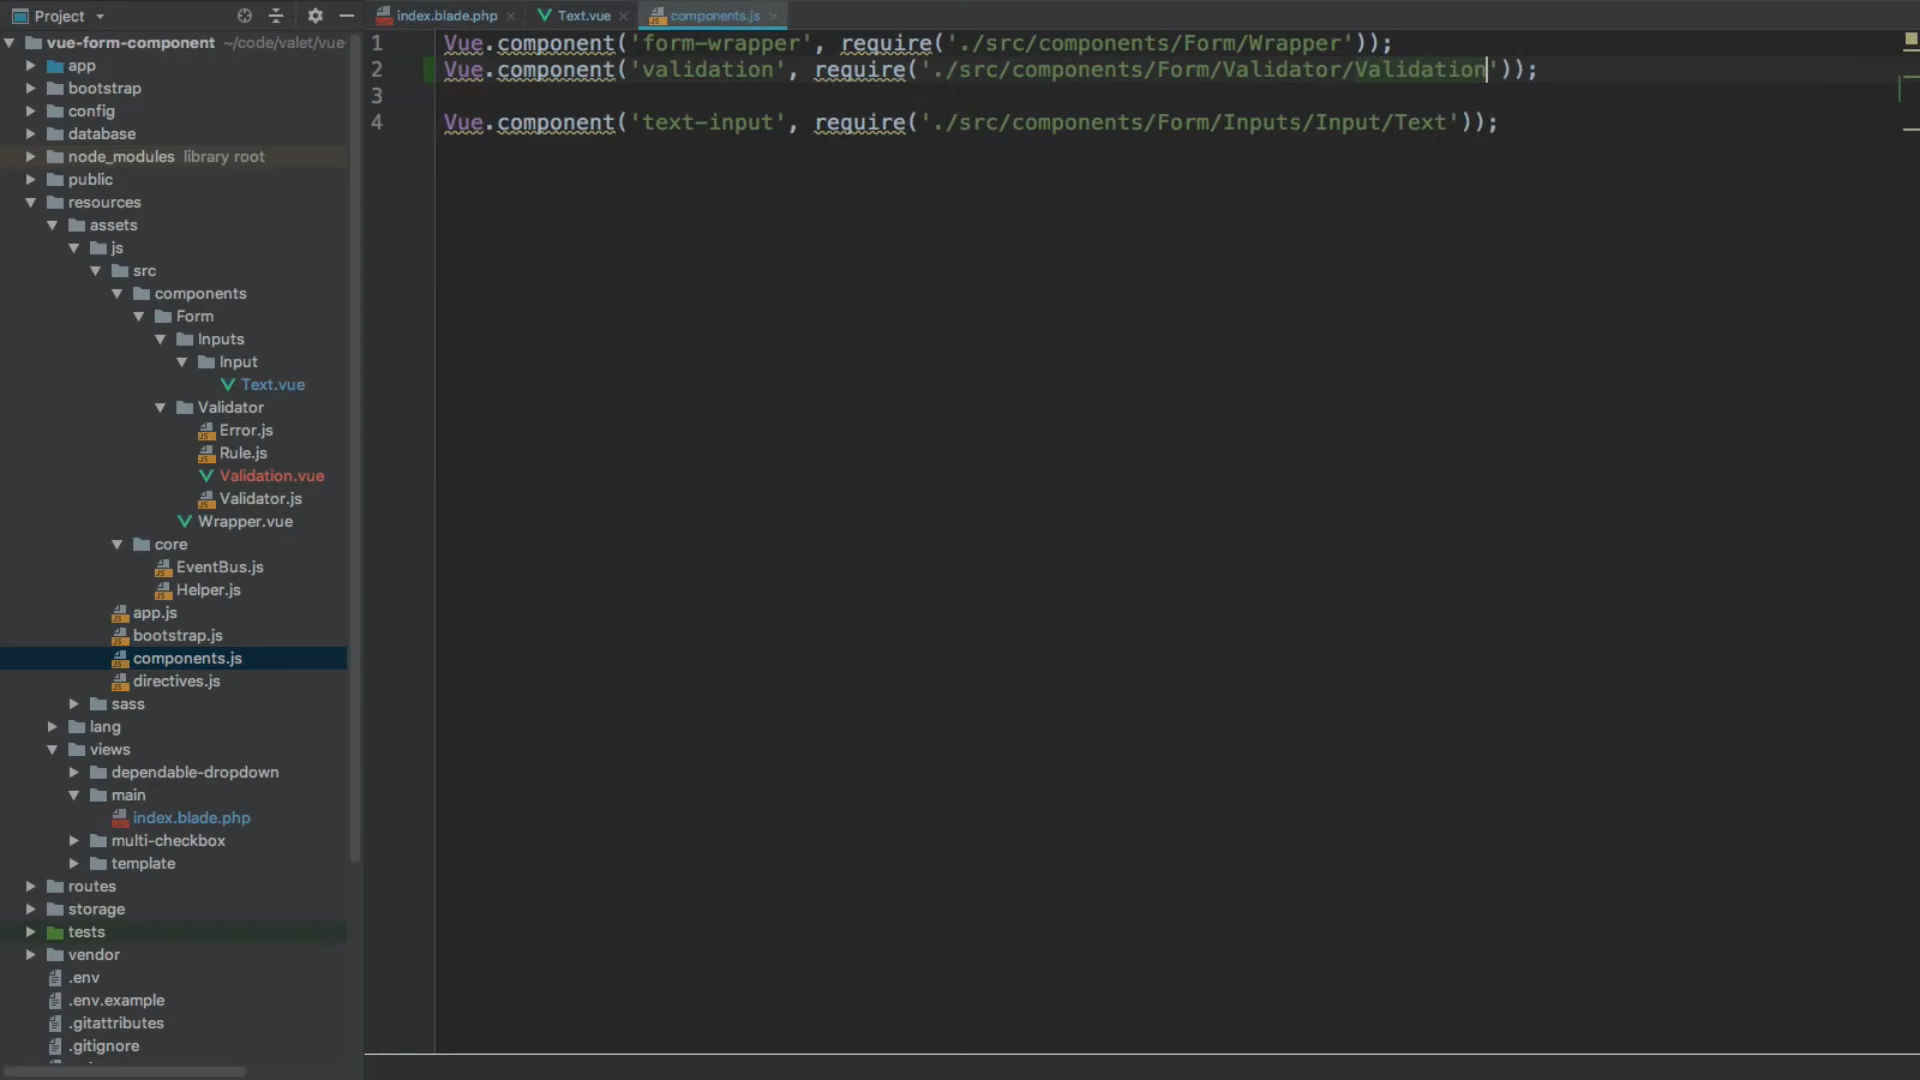 Project
index.blade.php
Text.vue
components.js
vue-form-component ~/code/valet/vue
app
bootstrap
config
database
node_modules library root
public
resources
assets
js
src
components
Form
Inputs
Input
Text.vue
Validator
Error.js
Rule.js
Validation.vue
Validator.js
Wrapper.vue
core
EventBus.js
Helper.js
app.js
bootstrap.js
components.js
directives.js
sass
lang
views
dependable-dropdown
main
index.blade.php
multi-checkbox
template
routes
storage
tests
vendor
.env
.env.example
.gitattributes
.gitignore
1 Vue.component('form-wrapper', require('./src/components/Form/Wrapper'));
2 Vue.component('validation', require('./src/components/Form/Validator/Validation'));
3
4 Vue.component('text-input', require('./src/components/Form/Inputs/Input/Text'));